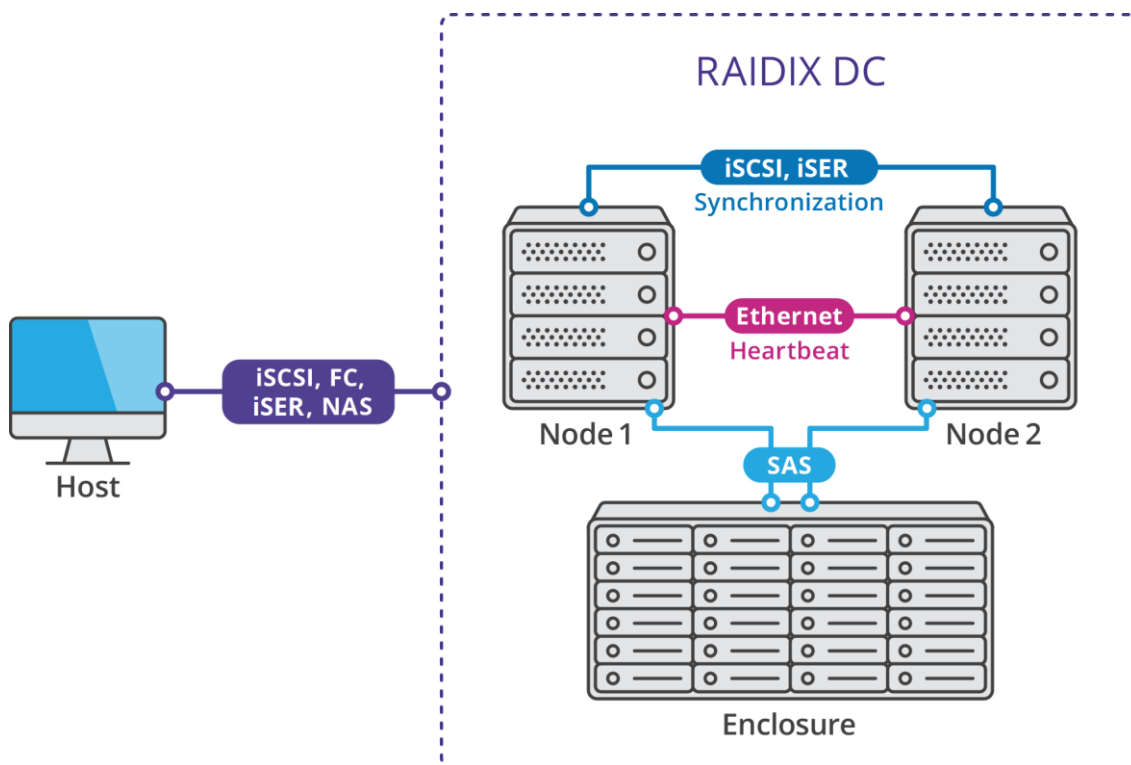 RAIDIX DC
iSCSI, iSER
Synchronization
Ethernet
Heartbeat
iSCSI, FC,
iSER, NAS
Node 1
Node 2
SAS
Host
Enclosure